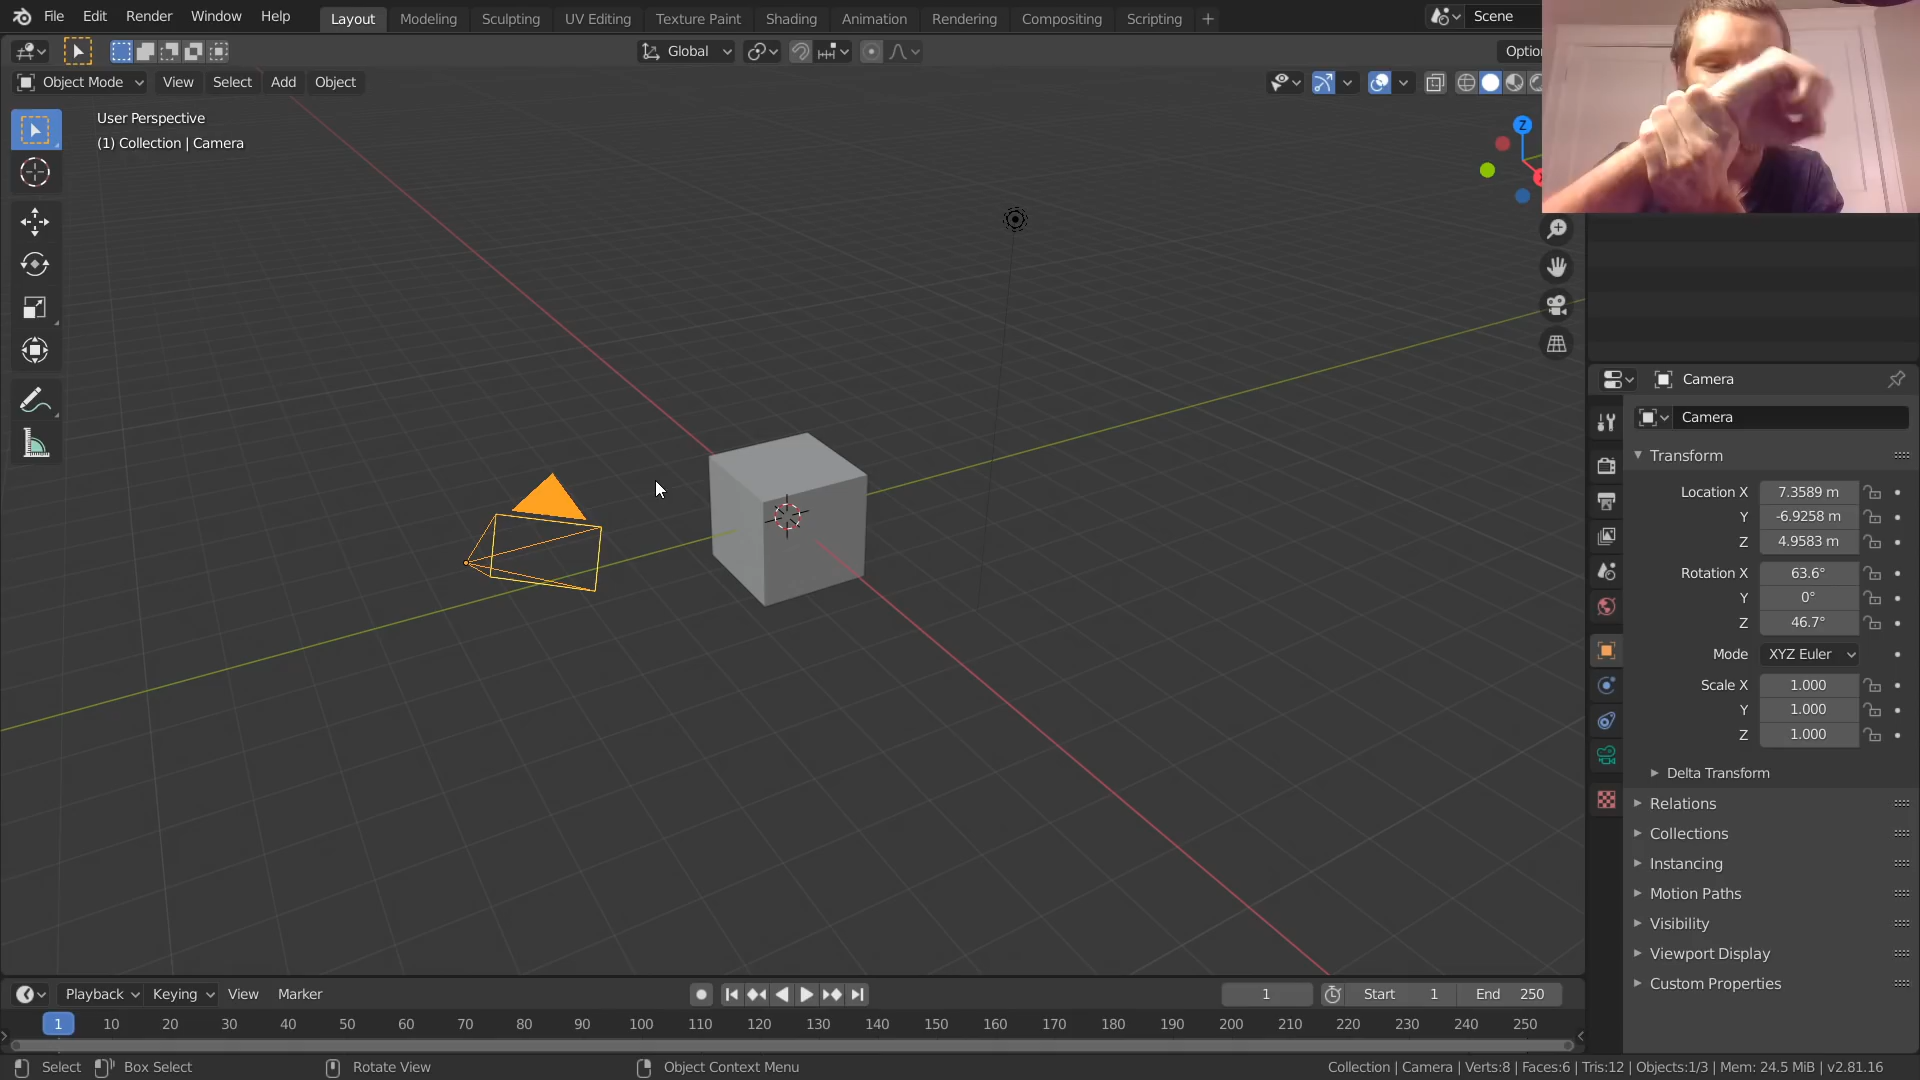 File Edit Render Window Help Layout Modeling Sculpting UV Editing Texture Paint Shading Animation Rendering Compositing Scripting + Scene
Global
Object Mode View Select Add Object
User Perspective
(1) Collection | Camera
Z
Camera
Camera
Transform
Location X 7.3589 m
Y -6.9258 m
Z 4.9583 m
Rotation X 63.6°
Y 0°
Z 46.7°
Mode XYZ Euler
Scale X 1.000
Y 1.000
Z 1.000
Delta Transform
Relations
Collections
Instancing
Motion Paths
Visibility
Viewport Display
Custom Properties
Playback Keying View Marker 1 Start 1 End 250
1 10 20 30 40 50 60 70 80 90 100 110 120 130 140 150 160 170 180 190 200 210 220 230 240 250
Select Box Select Rotate View Object Context Menu Collection | Camera | Verts:8 | Faces:6 | Tris:12 | Objects:1/3 | Mem: 24.5 MiB | v2.81.16